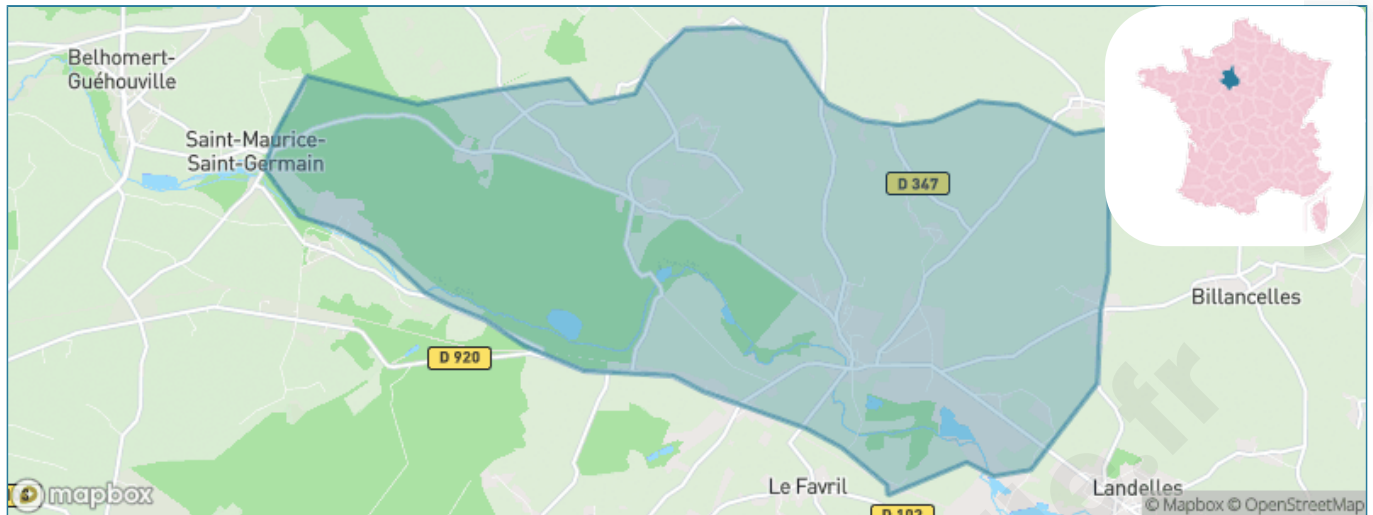 Belhomert-
Guéhouville
Saint-Maurice-
Saint-Germain
D 347
Billancelles
D 920
Le Favril
Landelles
mapbox
© Mapbox © OpenStreetMap